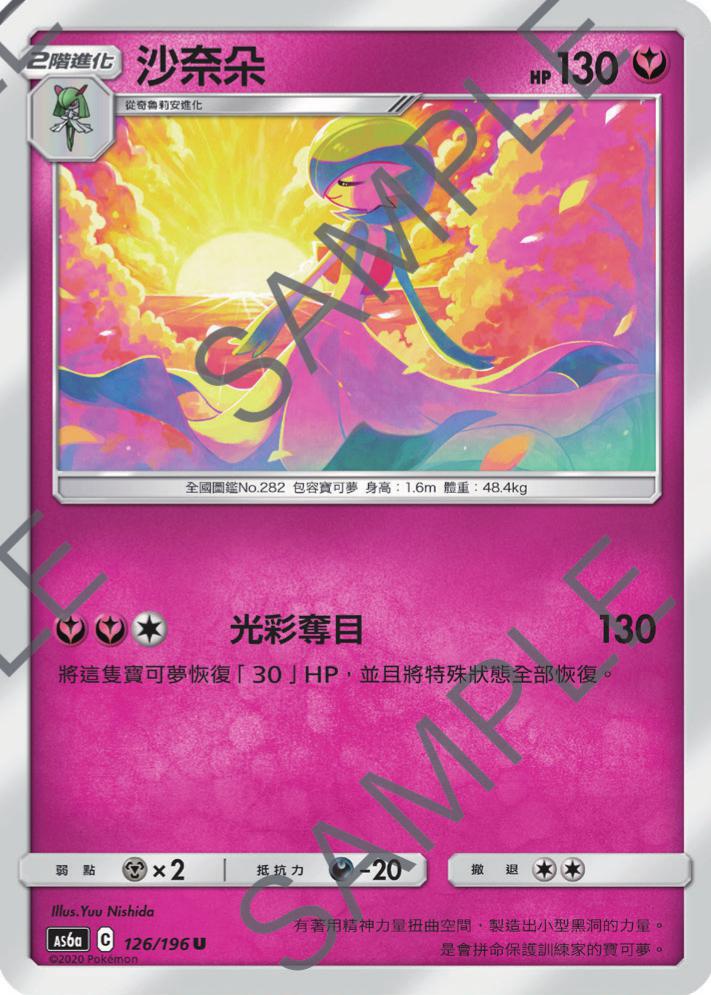 2階進化
沙奈朵
HP 130
從奇魯莉安進化
全國圖鑑No.282 包容寶可夢 身高：1.6m 體重：48.4kg
光彩奪目 130
將這隻寶可夢恢復「30」HP，並且將特殊狀態全部恢復。
弱點 ×2 抵抗力 -20 撤退
Illus.Yuu Nishida
有著用精神力量扭曲空間，製造出小型黑洞的力量。
是會拼命保護訓練家的寶可夢。
AS6a C 126/196 U
©2020 Pokémon
SAMPLE
SAMPLE